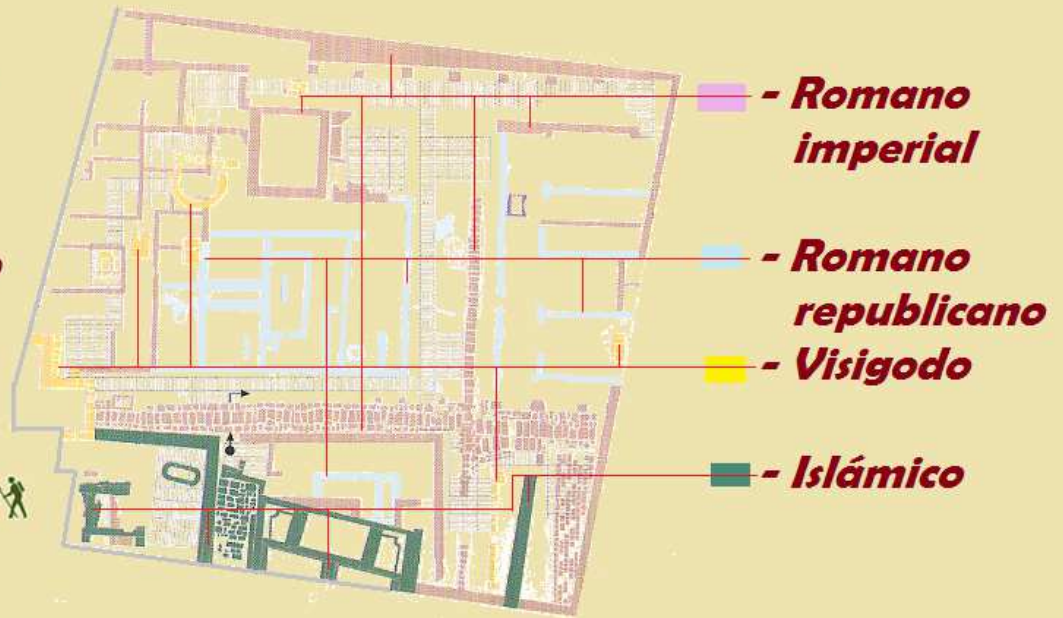 - Romano
imperial
- Romano
republicano
- Visigodo
- Islámico